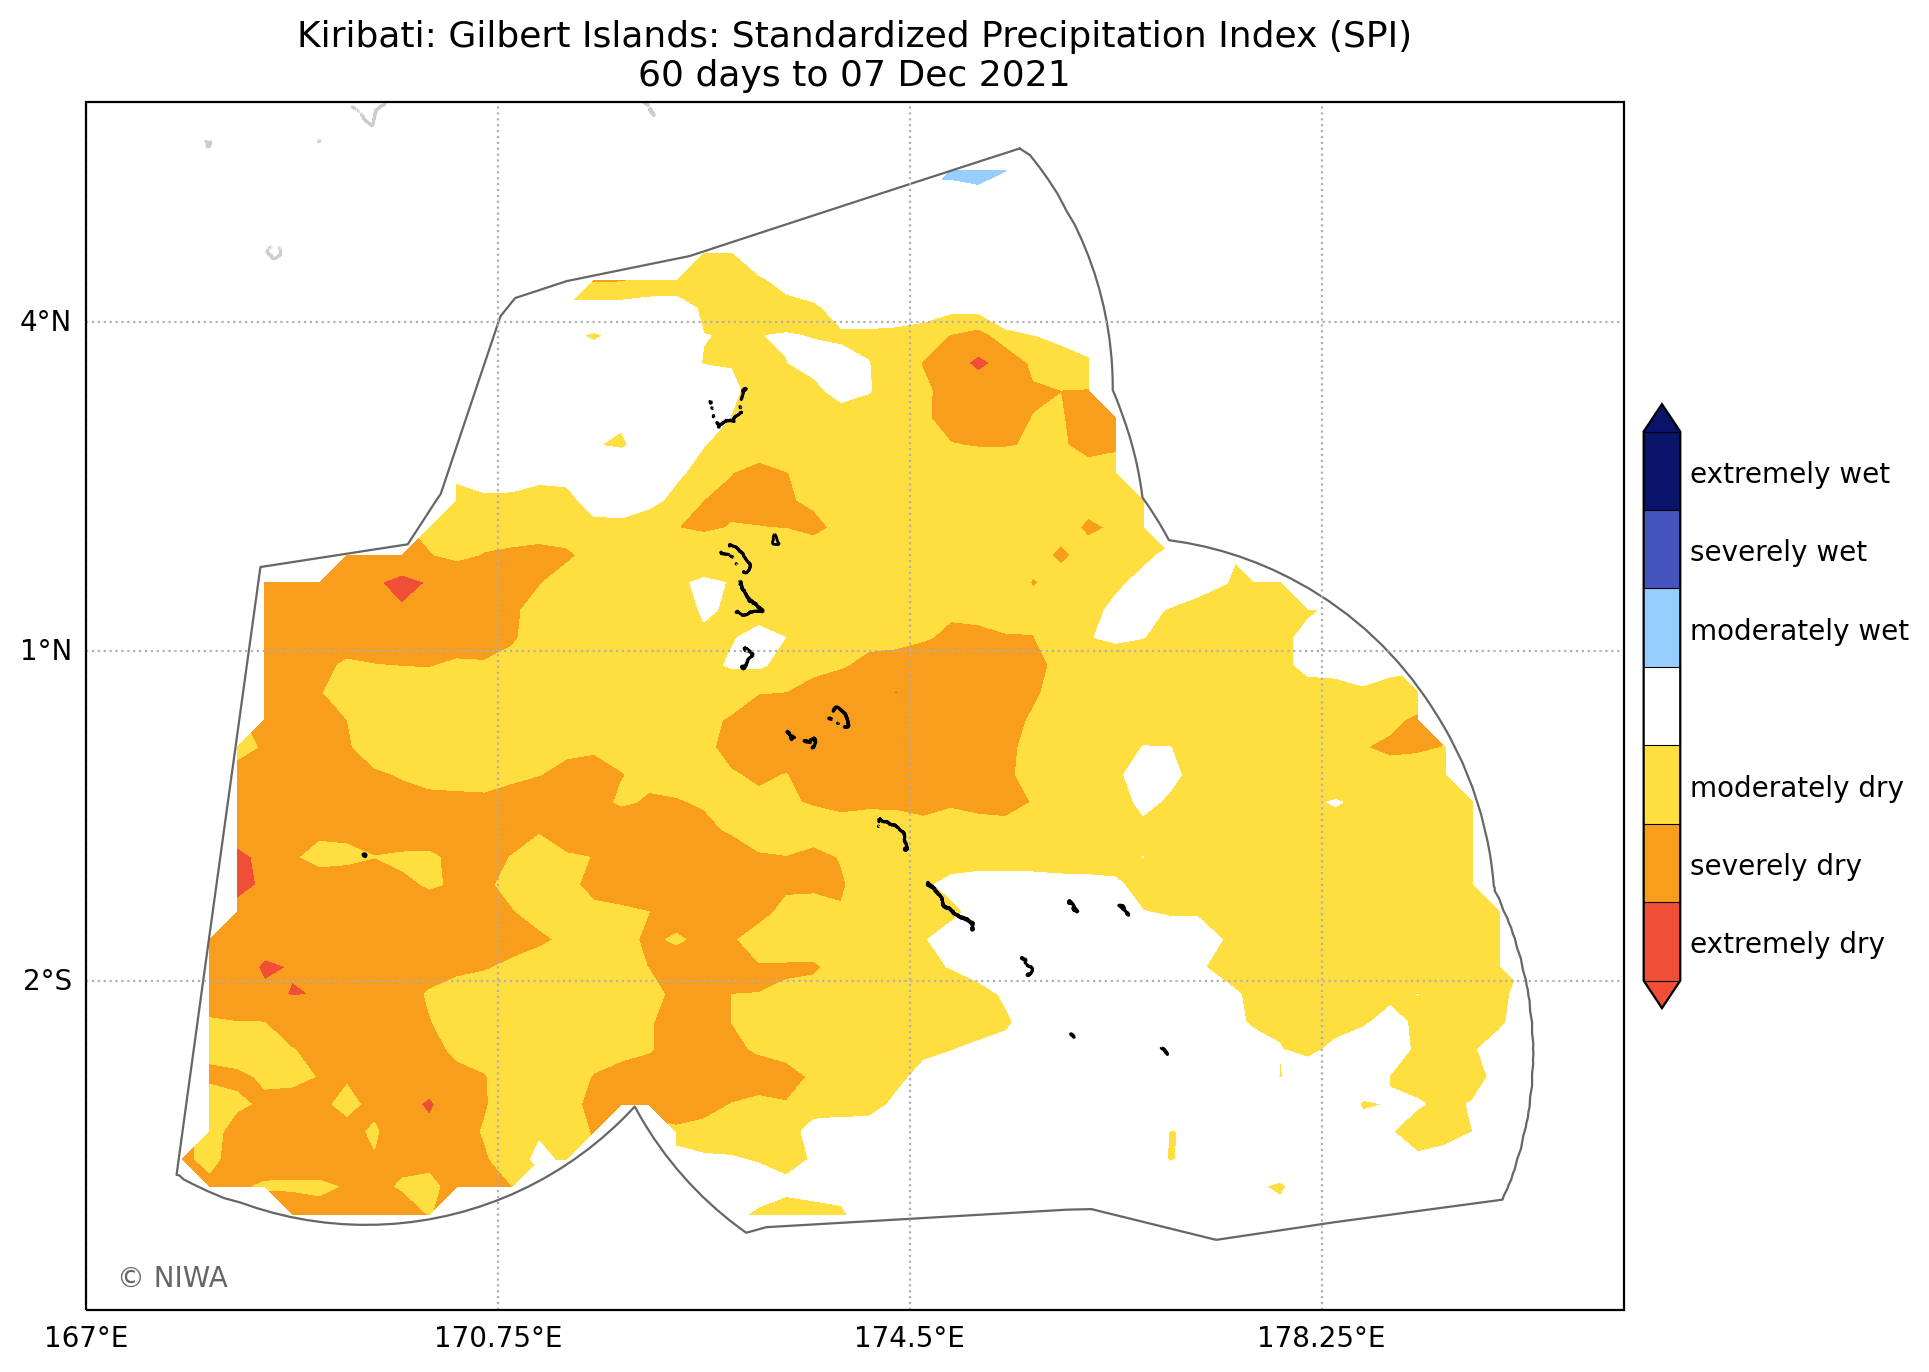 Kiribati: Gilbert Islands: Standardized Precipitation Index (SPI)
60 days to 07 Dec 2021
4°N
1°N
2°S
167°E
170.75°E
174.5°E
178.25°E
extremely wet
severely wet
moderately wet
moderately dry
severely dry
extremely dry
© NIWA